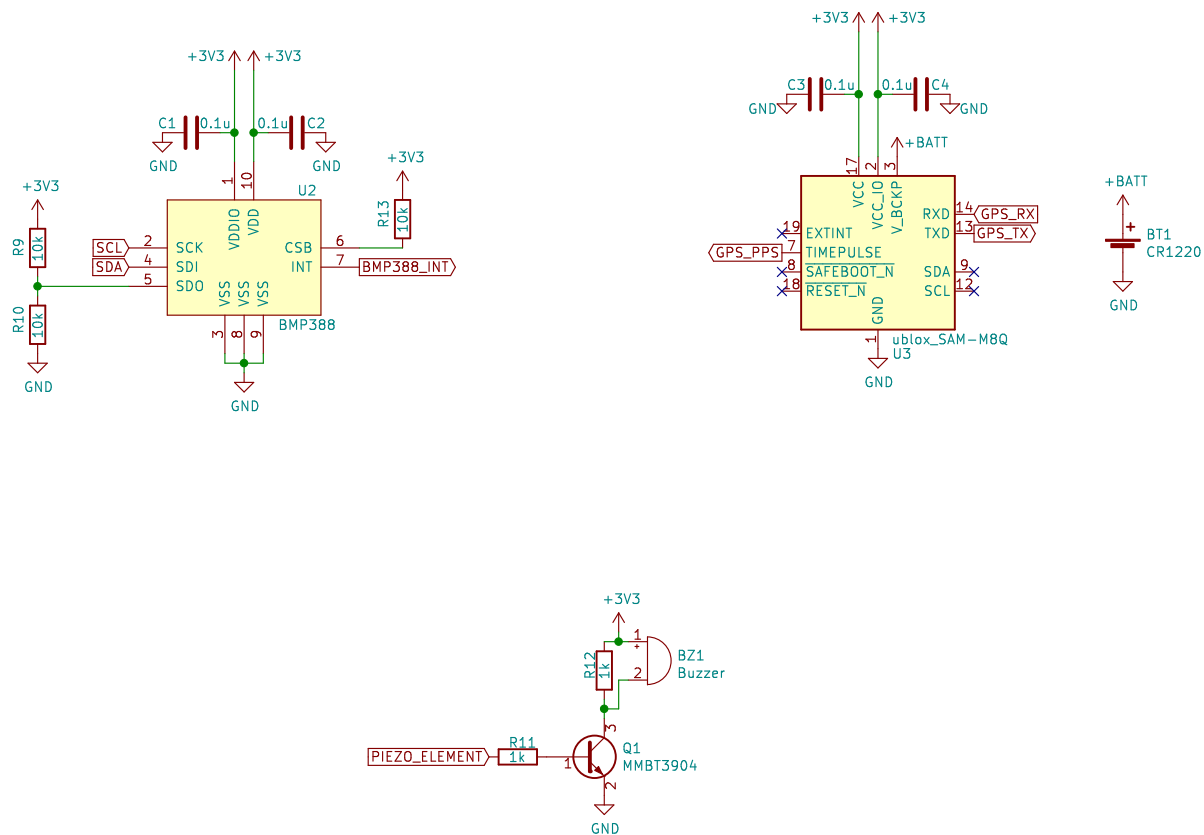 +3V3
+3V3
C1
0.1u
0.1u
C2
GND
GND
+3V3
1
10
U2
+3V3
R9
10k
R10
10k
GND
R13
10k
VDDIO
VDD
SCL
2
SCK
CSB
6
SDA
4
SDI
INT
7
BMP388_INT
5
SDO
VSS
VSS
VSS
BMP388
3
8
9
GND
+3V3
+3V3
C3
0.1u
0.1u
C4
GND
GND
+BATT
17
2
3
VCC
VCC_IO
V_BCKP
RXD
14
GPS_RX
19
EXTINT
TXD
13
GPS_TX
GPS_PPS
7
TIMEPULSE
8
SAFEBOOT_N
SDA
9
18
RESET_N
SCL
12
GND
1
ublox_SAM-M8Q
U3
GND
+BATT
+
BT1
CR1220
GND
+3V3
1
+
R12
1k
BZ1
2
Buzzer
3
PIEZO_ELEMENT
R11
1k
1
Q1
MMBT3904
2
GND